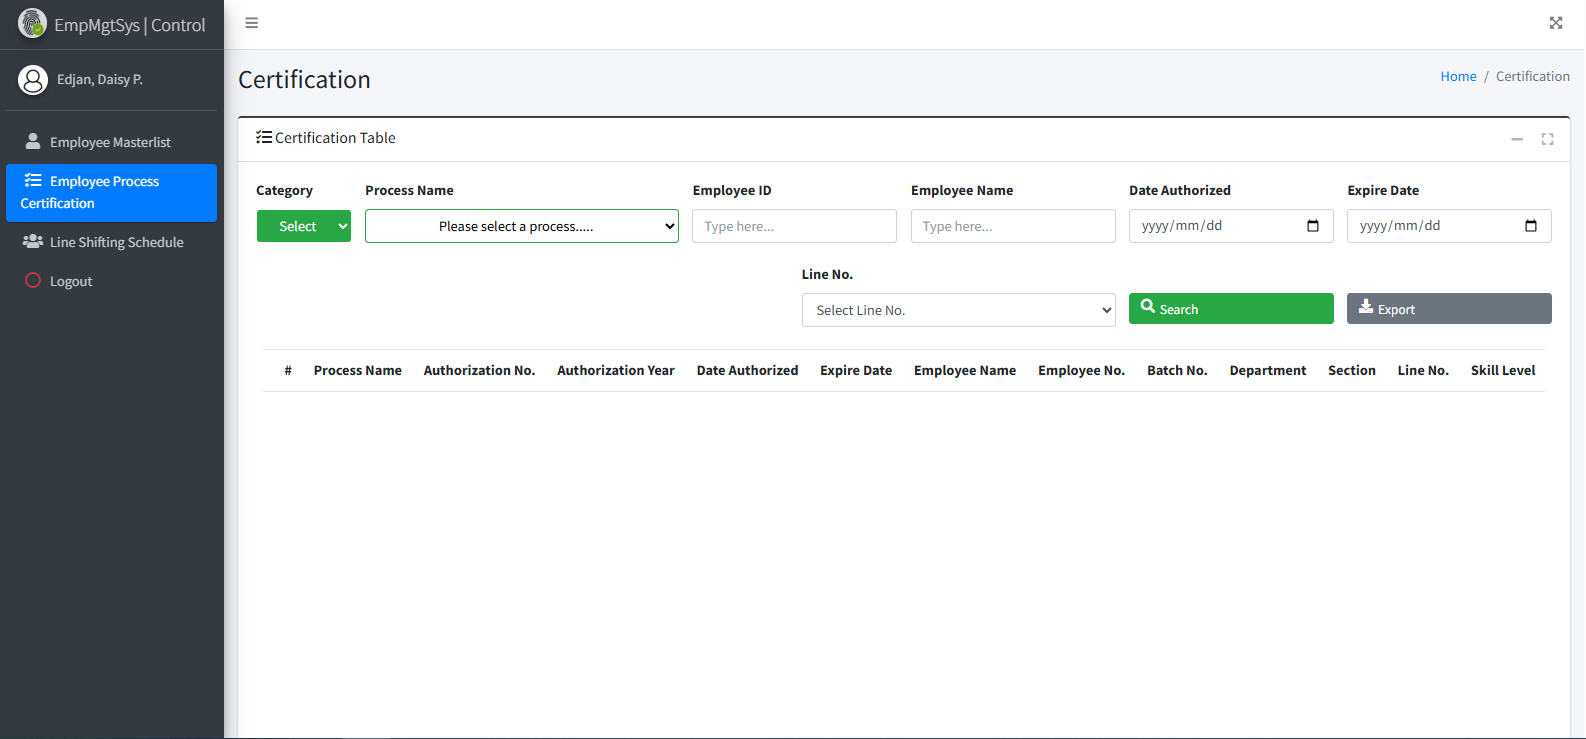 EmpMgtSys | Control
Edjan, Daisy P.
Employee Masterlist
Employee Process
Certification
Line Shifting Schedule
Logout
Certification
Home / Certification
Certification Table
Category Process Name Employee ID Employee Name Date Authorized Expire Date
Select Please select a process..... Type here... Type here... yyyy/mm/dd yyyy/mm/dd
Line No.
Select Line No. Search Export
# Process Name Authorization No. Authorization Year Date Authorized Expire Date Employee Name Employee No. Batch No. Department Section Line No. Skill Level